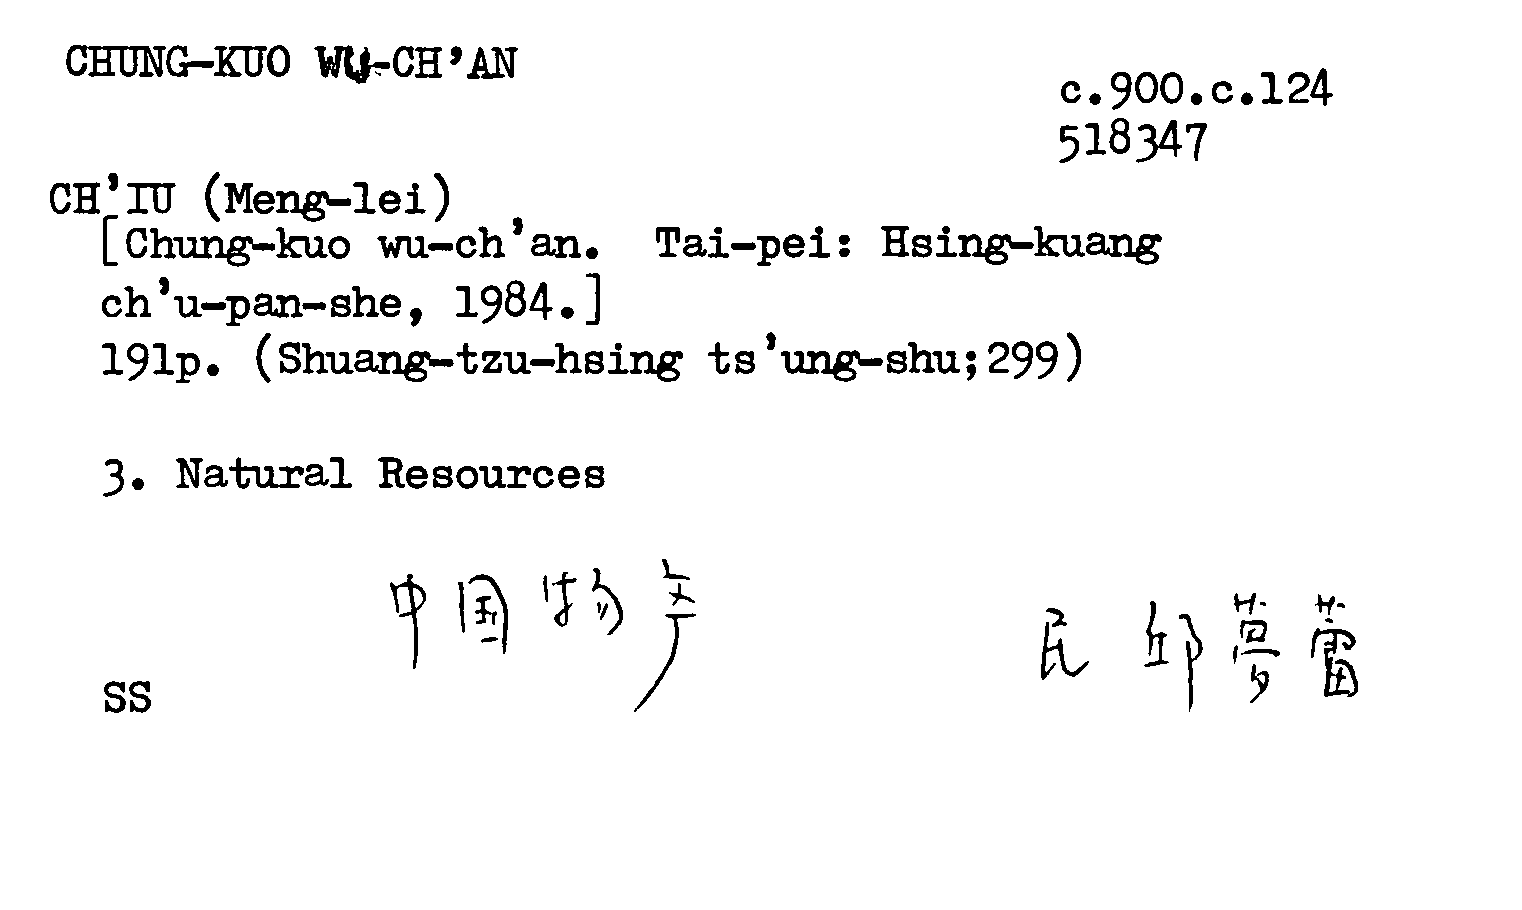 CHUNG-KUO WU-CH'AN
c.900.c.124
518347
CH'IU (Meng-lei)
[Chung-kuo wu-ch'an. Tai-pei: Hsing-kuang
ch'u-pan-she, 1984.]
191p. (Shuang-tzu-hsing ts'ung-shu;299)
3. Natural Resources
中国物产
民 邱夢蕾
SS